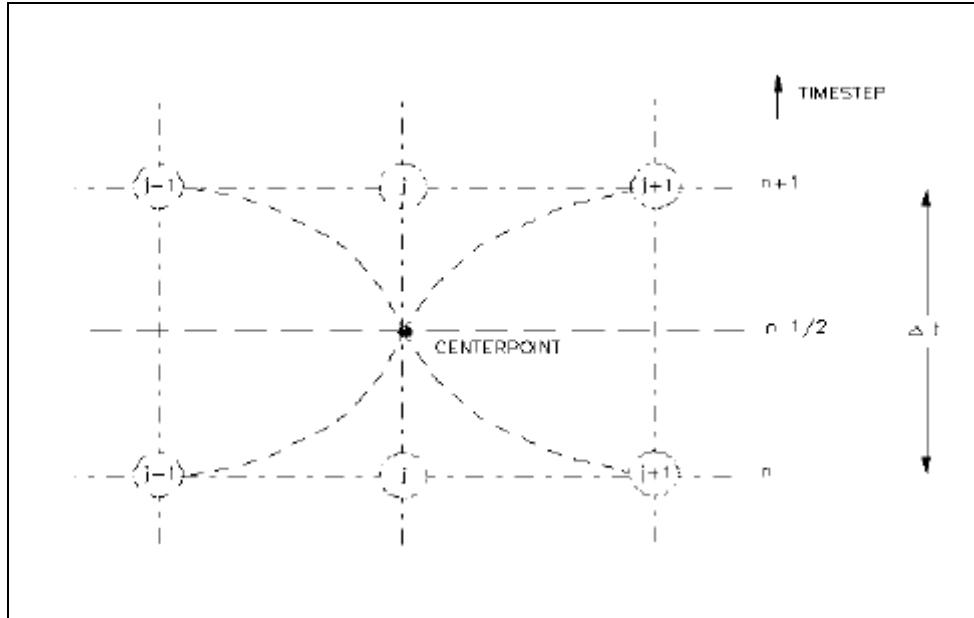 TIMESTEP
j-1 j j+1 n+1
n 1/2
Δ t
CENTERPOINT
j-1 j j+1 n